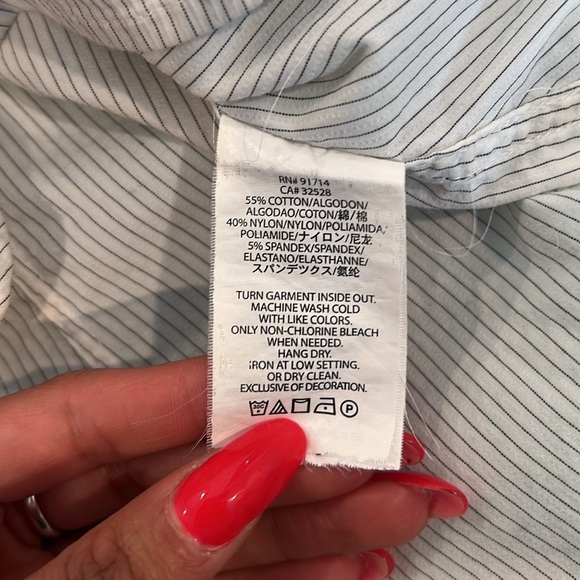 RN# 91714
CA# 32528
55% COTTON/ALGODON/
ALGODAO/COTON/綿/棉
40% NYLON/NYLON/POLIAMIDA,
POLIAMIDE/ナイロン/尼龙
5% SPANDEX/SPANDEX/
ELASTANO/ELASTHANNE/
スパンデックス/氨纶
TURN GARMENT INSIDE OUT.
MACHINE WASH COLD
WITH LIKE COLORS.
ONLY NON-CHLORINE BLEACH
WHEN NEEDED.
HANG DRY.
IRON AT LOW SETTING.
OR DRY CLEAN.
EXCLUSIVE OF DECORATION.
30C P